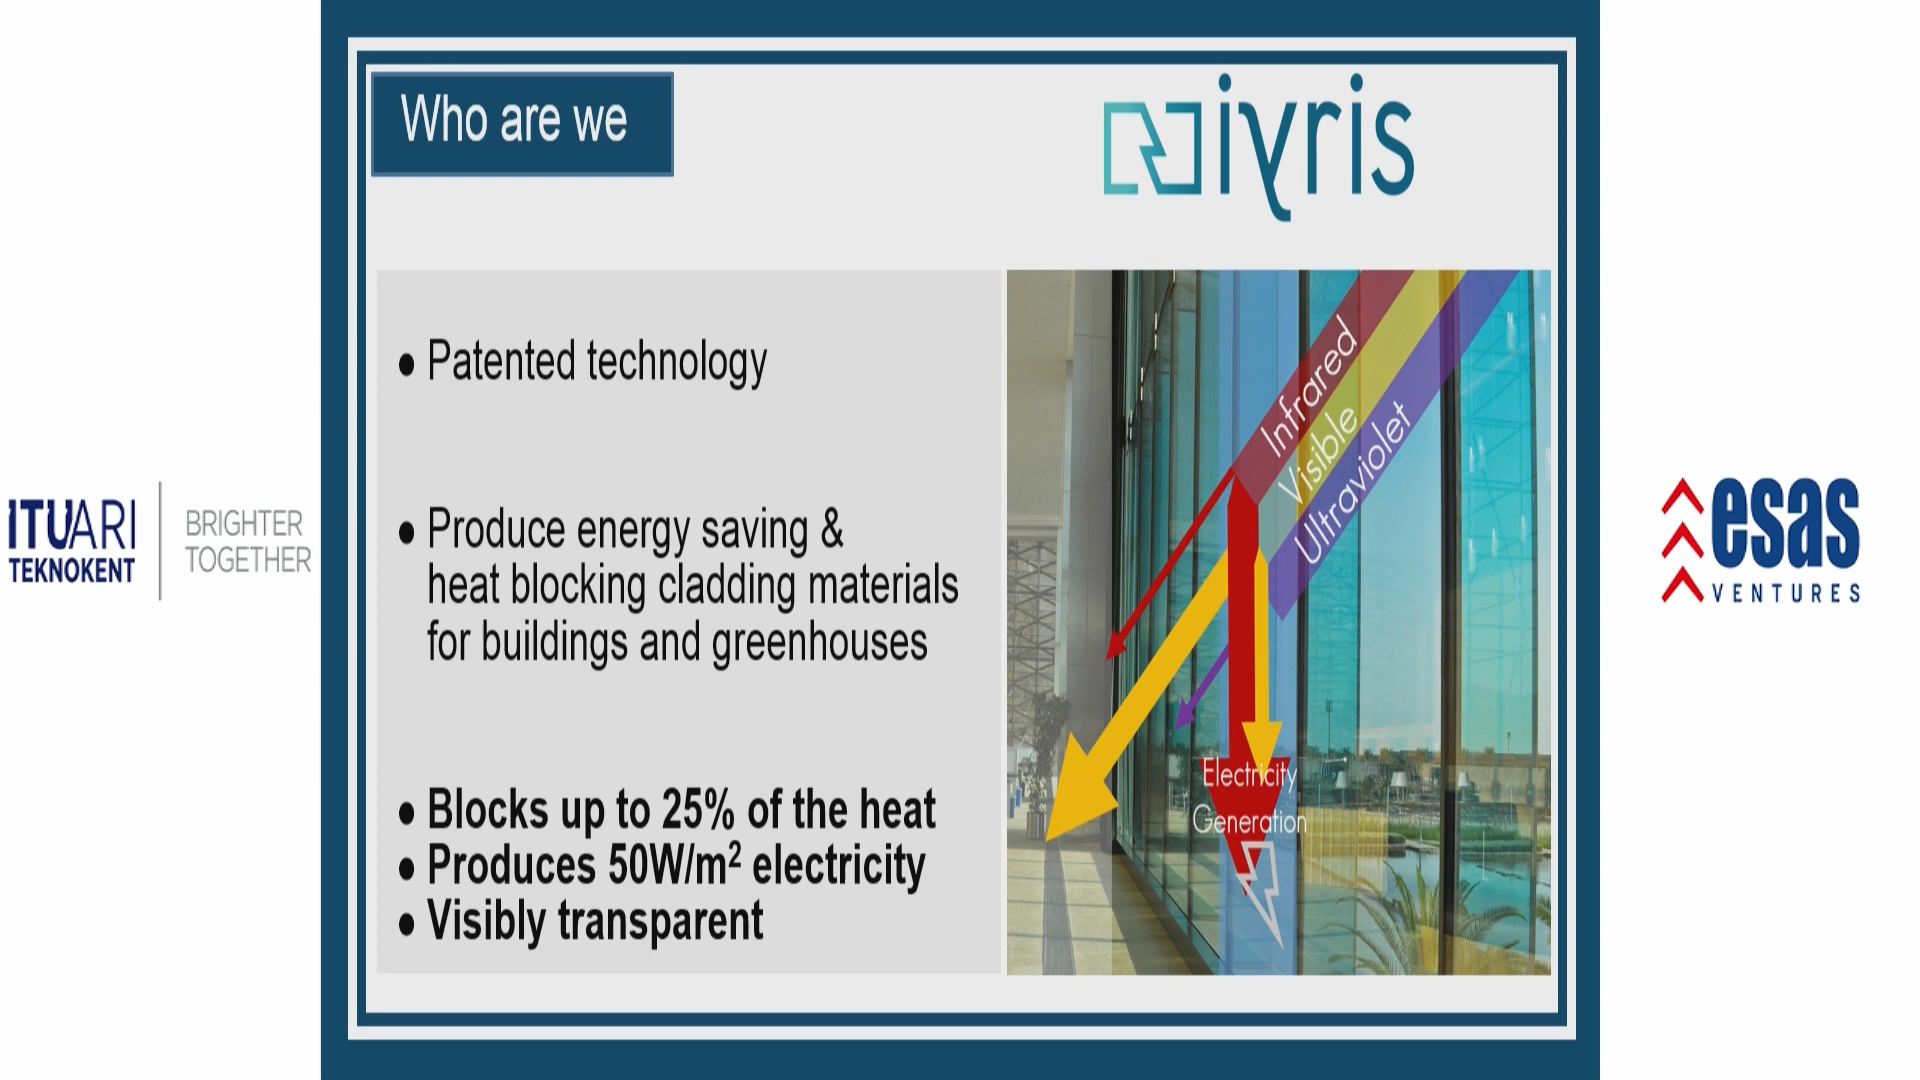 Who are we
iyris
• Patented technology
• Produce energy saving &
heat blocking cladding materials
for buildings and greenhouses
• Blocks up to 25% of the heat
• Produces 50W/m² electricity
• Visibly transparent
Infrared
Visible
Ultraviolet
Electricity
Generation
ITUARI
TEKNOKENT
BRIGHTER
TOGETHER
esas
VENTURES